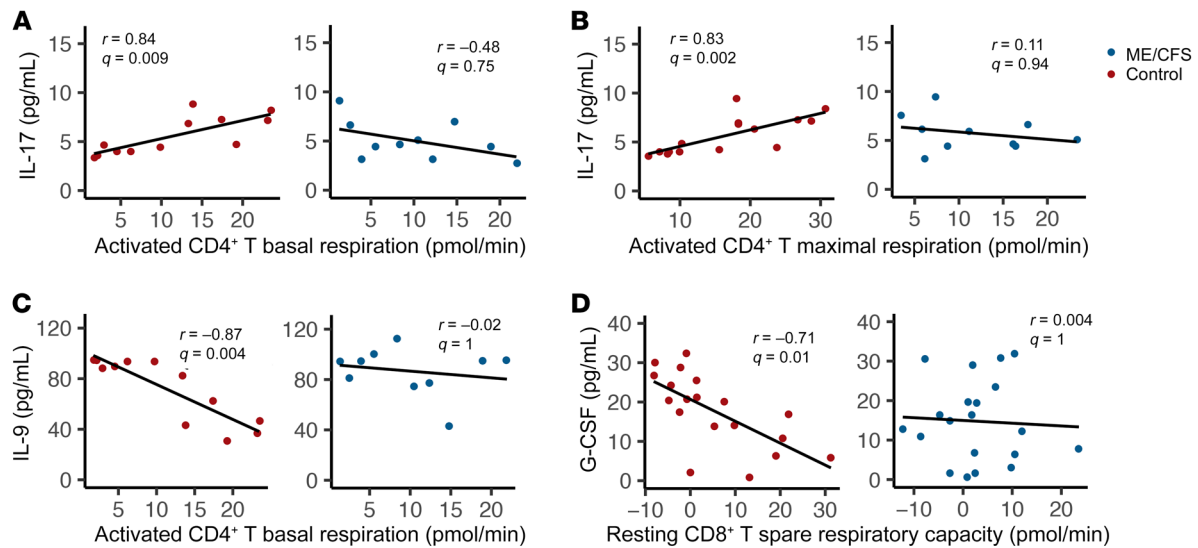 A
r = 0.84
q = 0.009
r = –0.48
q = 0.75
IL-17 (pg/mL)
15
10
5
0
15
10
5
0
5 10 15 20
5 10 15 20
Activated CD4⁺ T basal respiration (pmol/min)
B
r = 0.83
q = 0.002
r = 0.11
q = 0.94
IL-17 (pg/mL)
15
10
5
0
15
10
5
0
10 20 30
5 10 15 20
Activated CD4⁺ T maximal respiration (pmol/min)
ME/CFS
Control
C
r = –0.87
q = 0.004
r = –0.02
q = 1
IL-9 (pg/mL)
120
80
40
0
120
80
40
0
5 10 15 20
5 10 15 20
Activated CD4⁺ T basal respiration (pmol/min)
D
r = –0.71
q = 0.01
r = 0.004
q = 1
G-CSF (pg/mL)
40
30
20
10
0
40
30
20
10
0
–10 0 10 20 30
–10 0 10 20
Resting CD8⁺ T spare respiratory capacity (pmol/min)